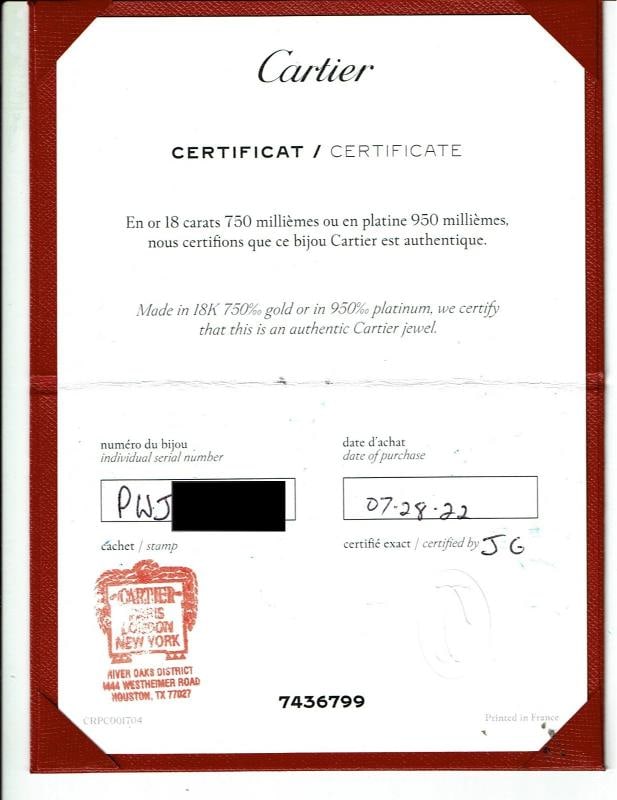 Cartier
CERTIFICAT / CERTIFICATE
En or 18 carats 750 millièmes ou en platine 950 millièmes,
nous certifions que ce bijou Cartier est authentique.
Made in 18K 750‰ gold or in 950‰ platinum, we certify
that this is an authentic Cartier jewel.
numéro du bijou
individual serial number
PWJ
date d'achat
date of purchase
07-28-22
cachet / stamp
certifié exact / certified by JG
CARTIER
PARIS
LONDON
NEW YORK
RIVER OAKS DISTRICT
4444 WESTHEIMER ROAD
HOUSTON, TX 77027
7436799
CRPC001704
Printed in France